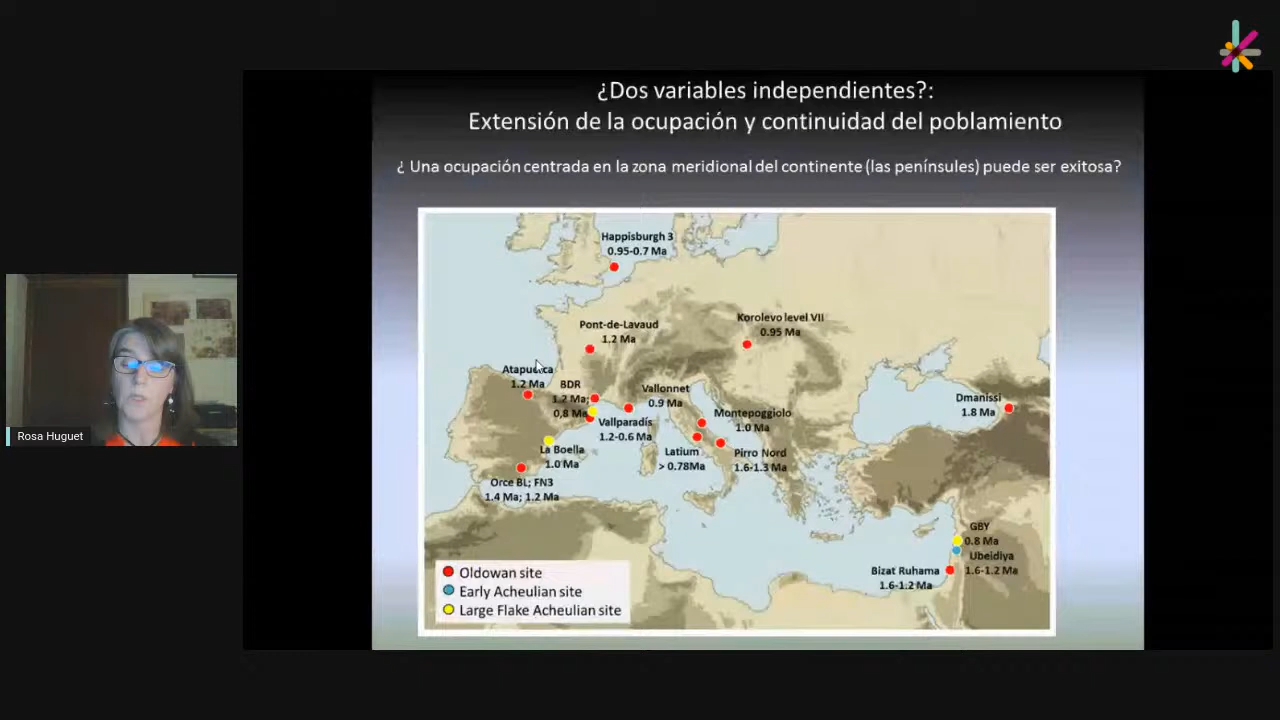 ¿Dos variables independientes?:
Extensión de la ocupación y continuidad del poblamiento
¿ Una ocupación centrada en la zona meridional del continente (las penínsules) puede ser exitosa?
Happisburgh 3
0.95-0.7 Ma
Pont-de-Lavaud
1.2 Ma
Korolevo level VII
0.95 Ma
Atapuerca
1.2 Ma
BDR
1.2 Ma;
0,8 Ma
Vallonnet
0.9 Ma
Dmanissi
1.8 Ma
Montepoggiolo
1.0 Ma
Vallparadís
1.2-0.6 Ma
La Boella
1.0 Ma
Latium
> 0.78Ma
Pirro Nord
1.6-1.3 Ma
Orce BL; FN3
1.4 Ma; 1.2 Ma
GBY
0.8 Ma
Ubeidiya
1.6-1.2 Ma
Bizat Ruhama
1.6-1.2 Ma
Oldowan site
Early Acheulian site
Large Flake Acheulian site
Rosa Huguet